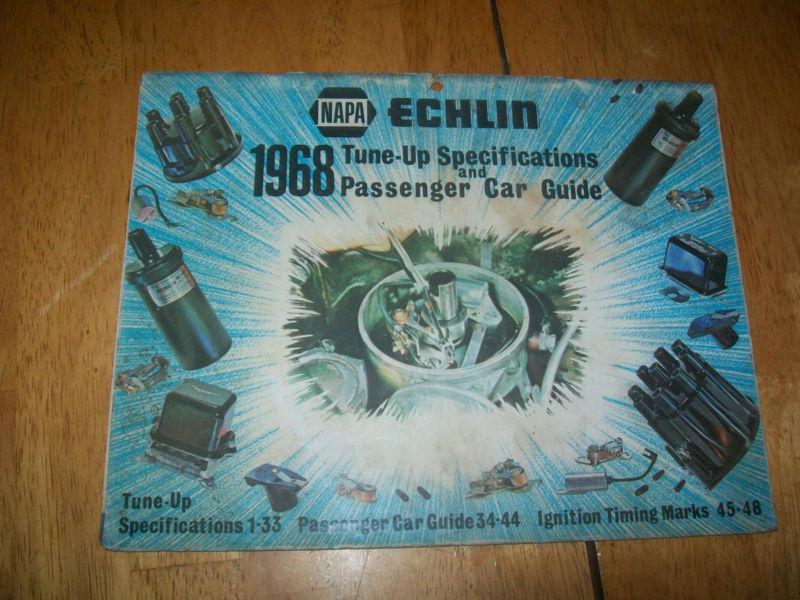 NAPA ECHLIN
1968 Tune-Up Specifications
and
Passenger Car Guide
Tune-Up
Specifications 1-33 Passenger Car Guide 34-44 Ignition Timing Marks 45-48